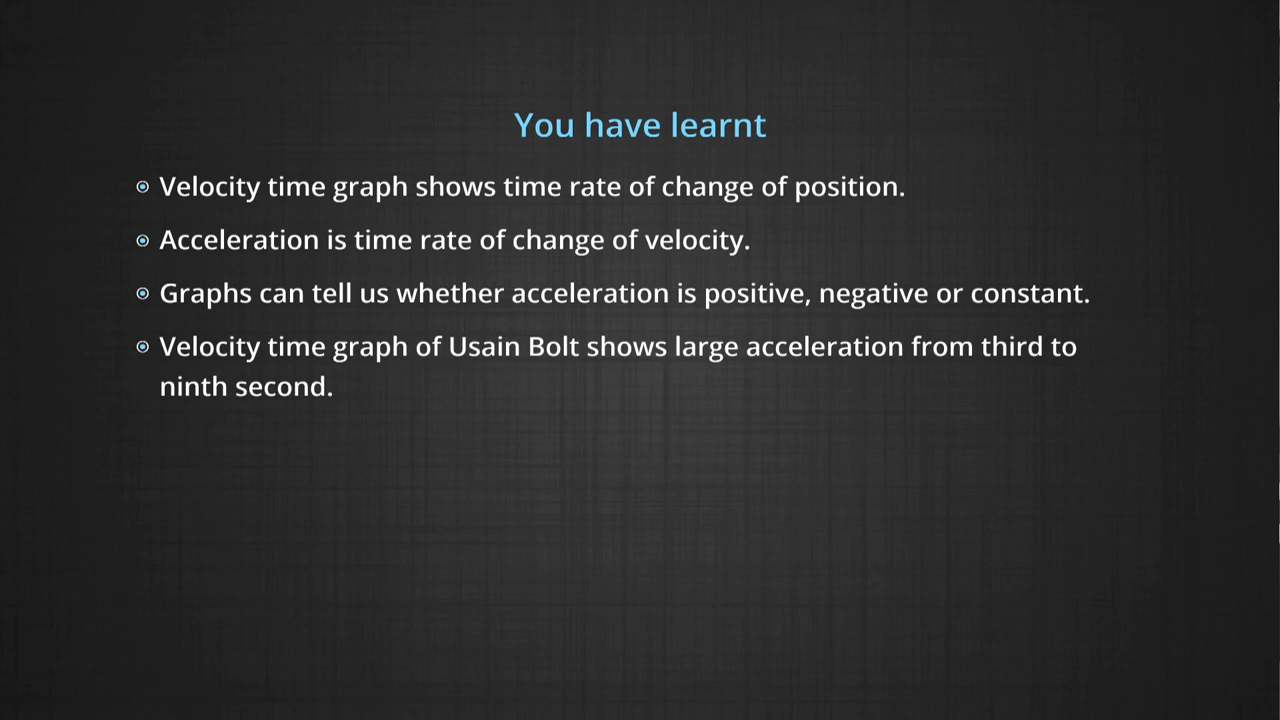 You have learnt
Velocity time graph shows time rate of change of position.
Acceleration is time rate of change of velocity.
Graphs can tell us whether acceleration is positive, negative or constant.
Velocity time graph of Usain Bolt shows large acceleration from third to
ninth second.